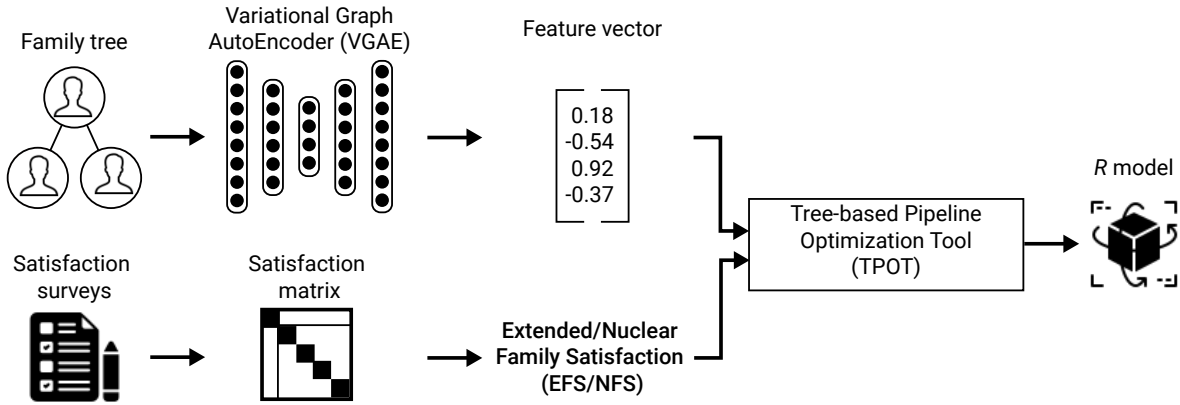 Family tree
Variational Graph
AutoEncoder (VGAE)
Feature vector
0.18
-0.54
0.92
-0.37
R model
Tree-based Pipeline
Optimization Tool
(TPOT)
Satisfaction
surveys
Satisfaction
matrix
Extended/Nuclear
Family Satisfaction
(EFS/NFS)